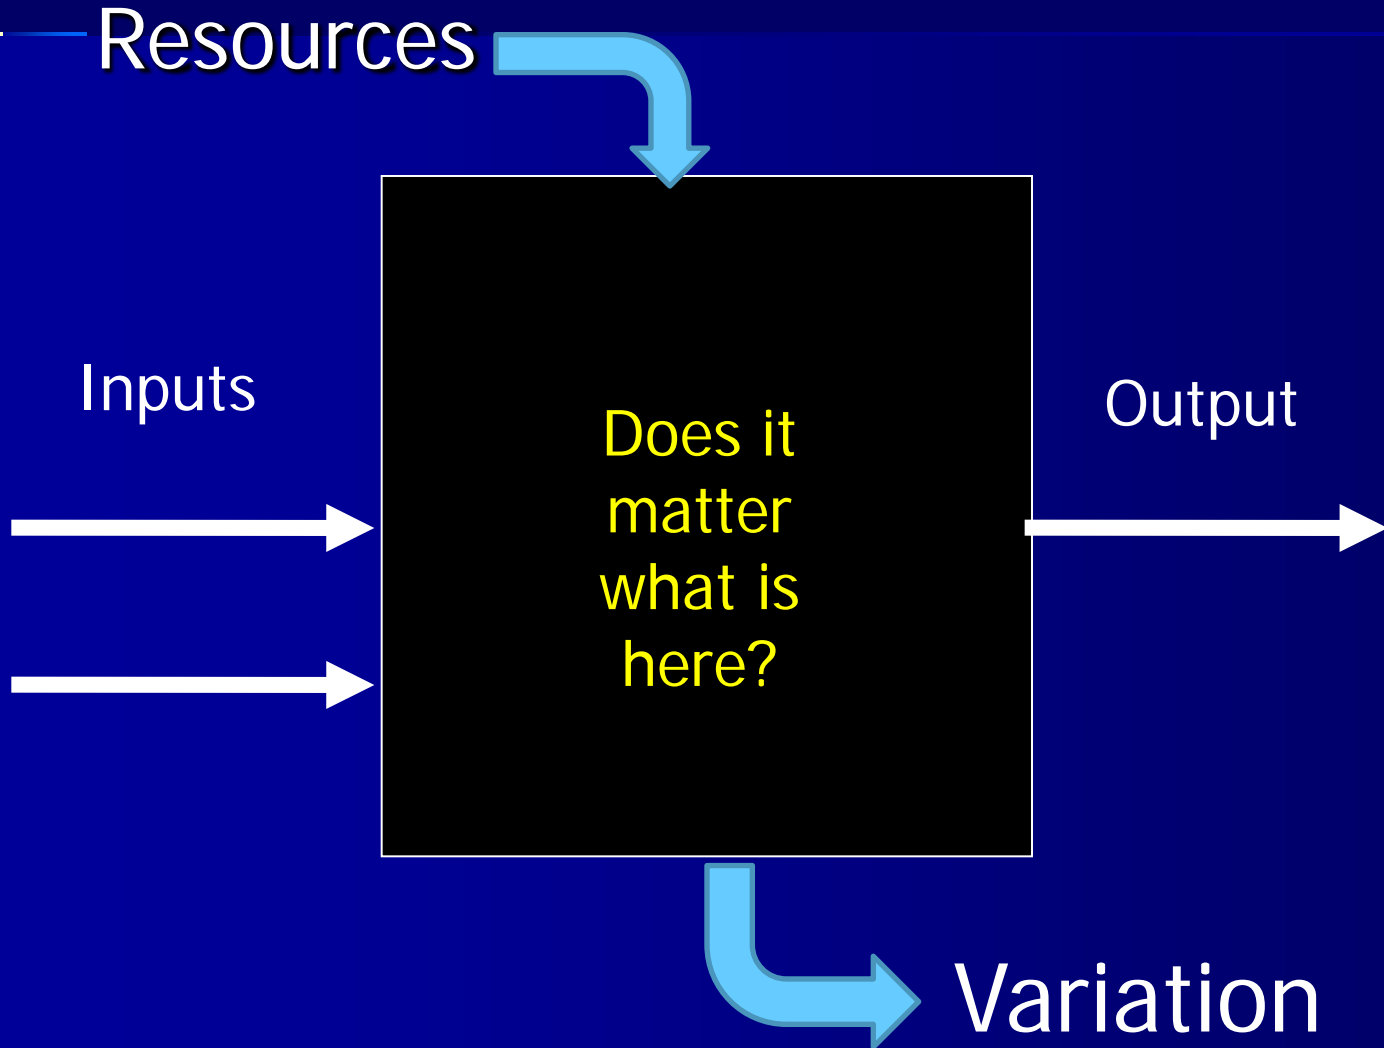 Resources
Inputs
Output
Does it
matter
what is
here?
Variation